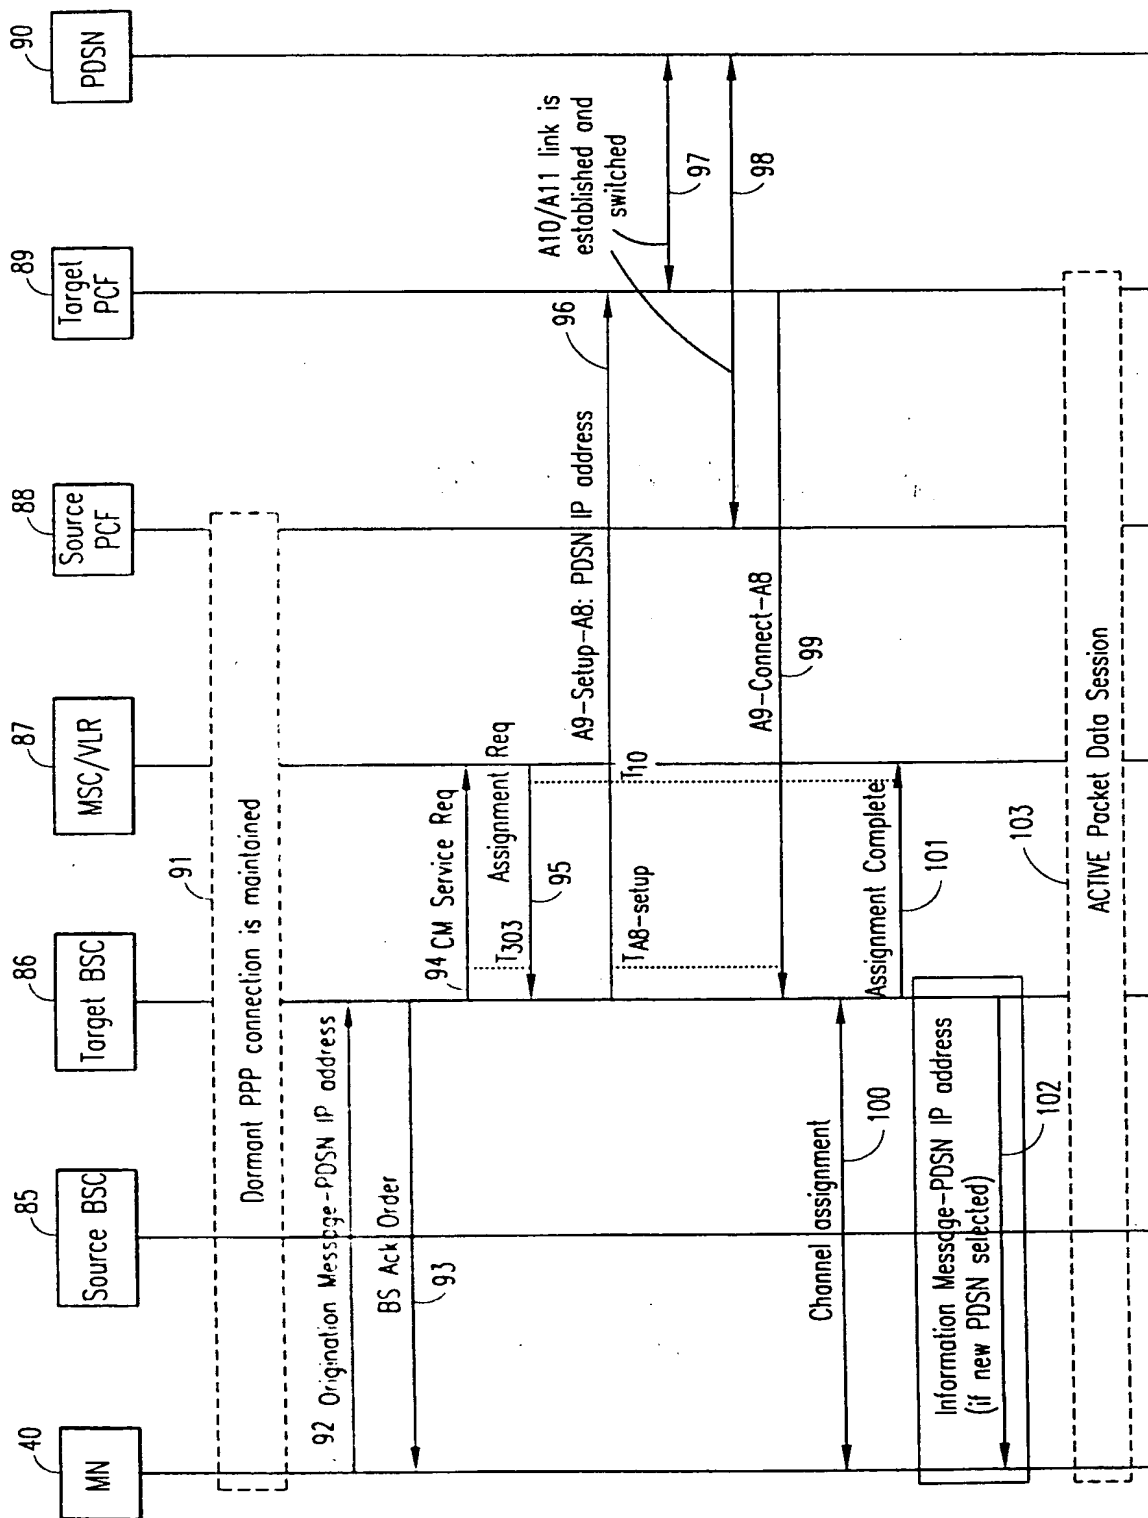 40
MN
85
Source BSC
86
Target BSC
87
MSC/VLR
88
Source
PCF
89
Target
PCF
90
PDSN
91
Dormant PPP connection is maintained
92 Origination Message-PDSN IP address
BS Ack Order
93
94 CM Service Req
T303
Assignment Req
95
A9-Setup-A8: PDSN IP address
96
A10/A11 link is
established and
switched
97
98
TA8-setup
T10
A9-Connect-A8
99
Channel assignment
100
Assignment Complete
101
Information Message-PDSN IP address
(if new PDSN selected)
102
103
ACTIVE Packet Data Session